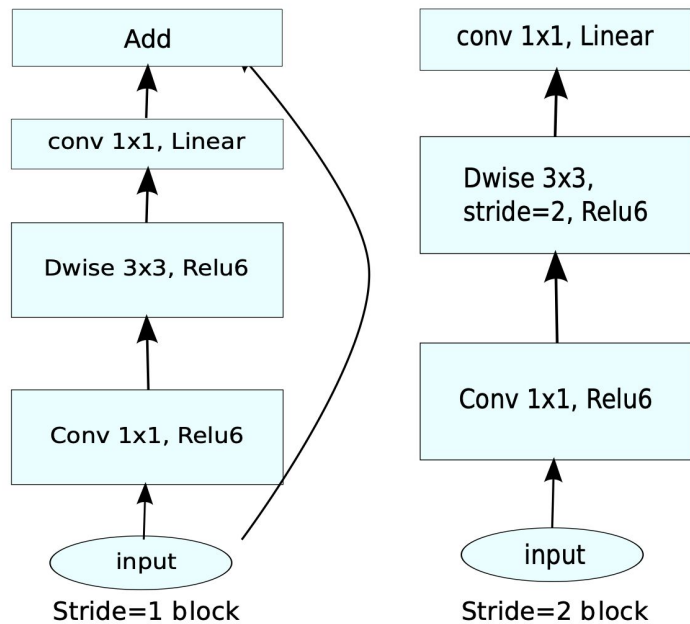 Add
conv 1x1, Linear
Dwise 3x3, Relu6
Conv 1x1, Relu6
input
Stride=1 block
conv 1x1, Linear
Dwise 3x3,
stride=2, Relu6
Conv 1x1, Relu6
input
Stride=2 block